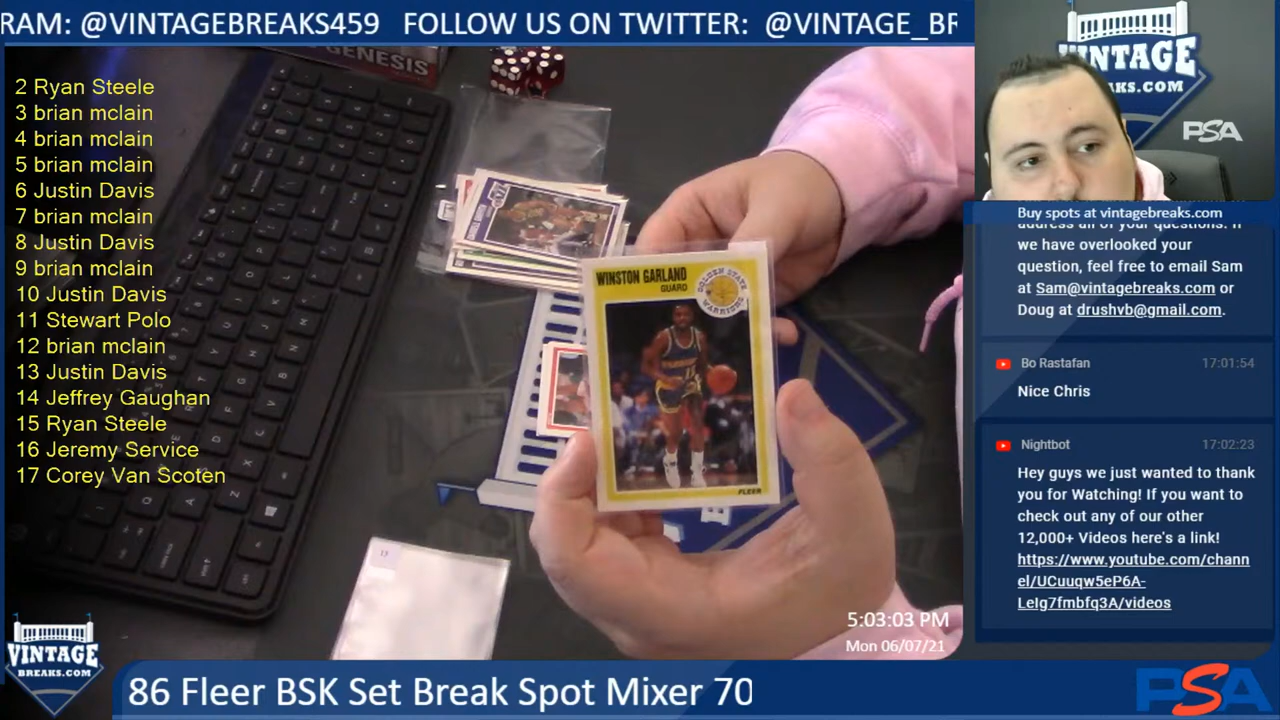 RAM: @VINTAGEBREAKS459 FOLLOW US ON TWITTER: @VINTAGE_BR
GENESIS
2 Ryan Steele
3 brian mclain
4 brian mclain
5 brian mclain
6 Justin Davis
7 brian mclain
8 Justin Davis
9 brian mclain
10 Justin Davis
11 Stewart Polo
12 brian mclain
13 Justin Davis
14 Jeffrey Gaughan
15 Ryan Steele
16 Jeremy Service
17 Corey Van Scoten
WINSTON GARLAND
GUARD
GOLDEN STATE
WARRIORS
11
FLEER
17
VINTAGE
BREAKS.COM
PSA
Buy spots at vintagebreaks.com
address all of your questions. If
we have overlooked your
question, feel free to email Sam
at Sam@vintagebreaks.com or
Doug at drushvb@gmail.com.
Bo Rastafan 17:01:54
Nice Chris
Nightbot 17:02:23
Hey guys we just wanted to thank
you for Watching! If you want to
check out any of our other
12,000+ Videos here's a link!
https://www.youtube.com/chann
el/UCuuqw5eP6A-
LeIg7fmbfq3A/videos
5:03:03 PM
Mon 06/07/21
VINTAGE
BREAKS.COM
86 Fleer BSK Set Break Spot Mixer 70
PSA